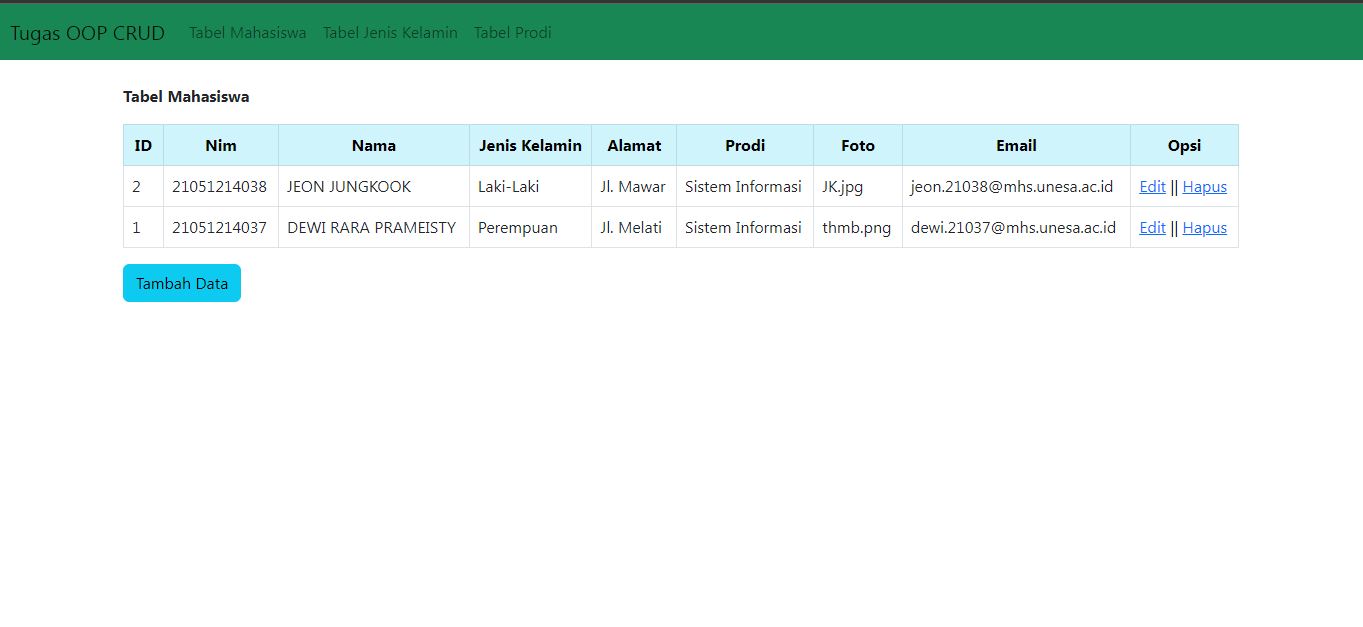 Tugas OOP CRUD Tabel Mahasiswa Tabel Jenis Kelamin Tabel Prodi
Tabel Mahasiswa
ID Nim Nama Jenis Kelamin Alamat Prodi Foto Email Opsi
2 21051214038 JEON JUNGKOOK Laki-Laki Jl. Mawar Sistem Informasi JK.jpg jeon.21038@mhs.unesa.ac.id Edit || Hapus
1 21051214037 DEWI RARA PRAMEISTY Perempuan Jl. Melati Sistem Informasi thmb.png dewi.21037@mhs.unesa.ac.id Edit || Hapus
Tambah Data